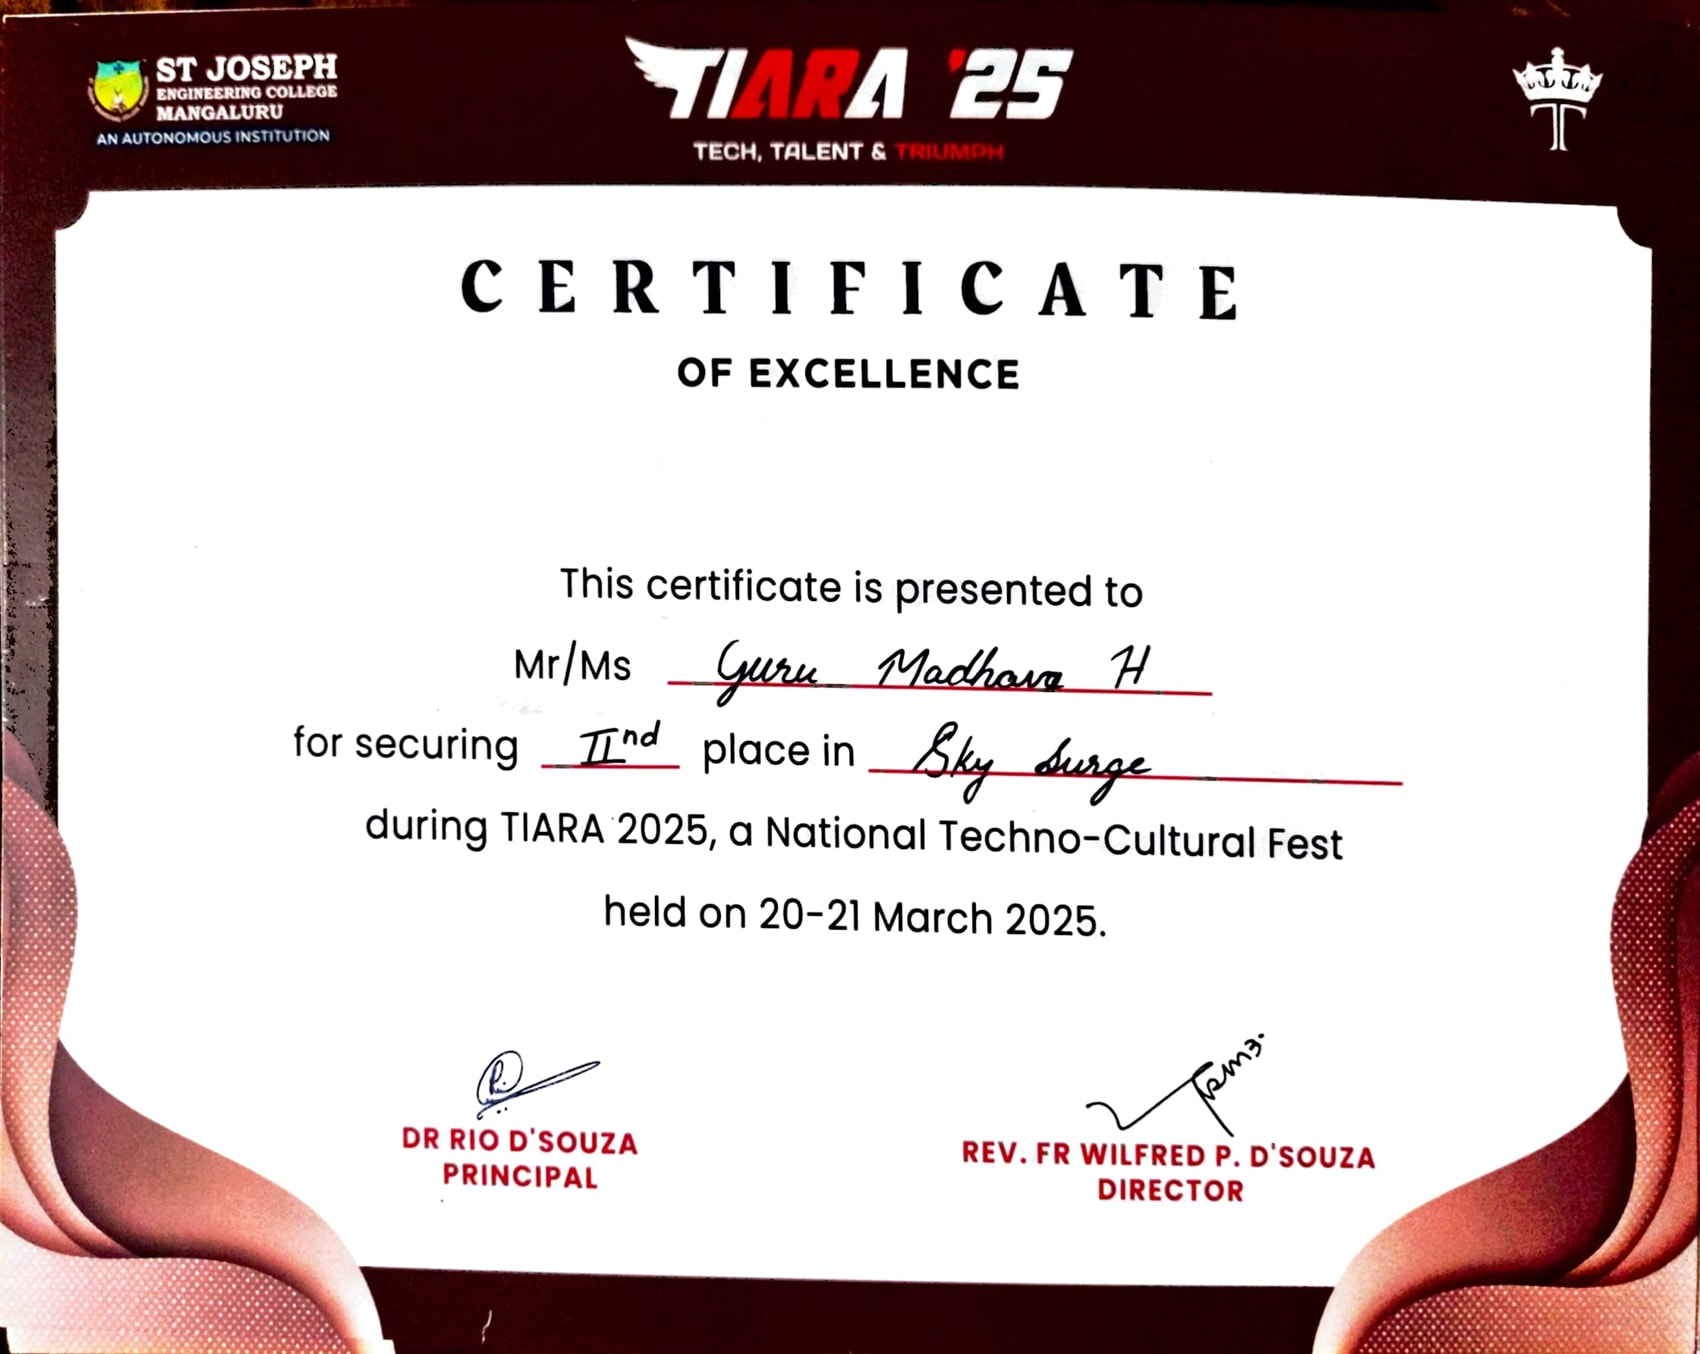 ST JOSEPH
ENGINEERING COLLEGE
MANGALURU
AN AUTONOMOUS INSTITUTION
TIARA '25
TECH, TALENT & TRIUMPH
CERTIFICATE
OF EXCELLENCE
This certificate is presented to
Mr/Ms Guru Madhava H
for securing IInd place in Sky Surge
during TIARA 2025, a National Techno-Cultural Fest
held on 20-21 March 2025.
DR RIO D'SOUZA
PRINCIPAL
REV. FR WILFRED P. D'SOUZA
DIRECTOR